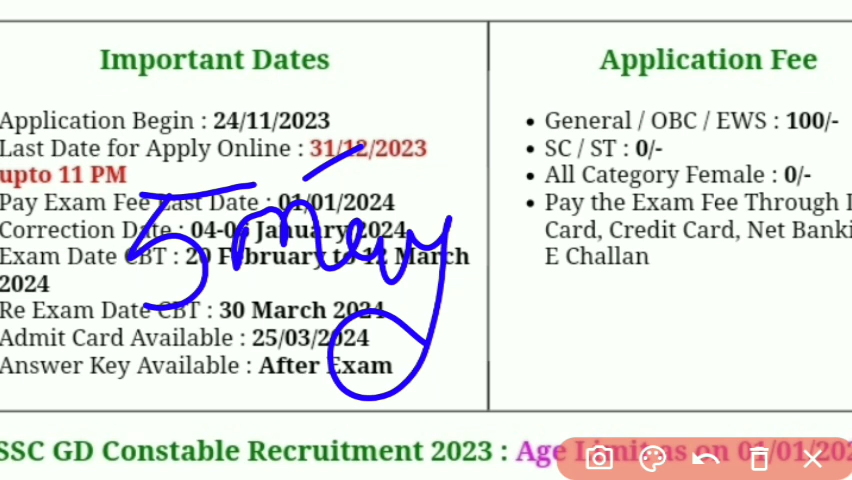 Important Dates
Application Begin : 24/11/2023
Last Date for Apply Online : 31/12/2023
upto 11 PM
Pay Exam Fee Last Date : 01/01/2024
Correction Date : 04-06 January 2024
Exam Date CBT : 20 February to 12 March
2024
Re Exam Date CBT : 30 March 2024
Admit Card Available : 25/03/2024
Answer Key Available : After Exam
5 may
Application Fee
General / OBC / EWS : 100/-
SC / ST : 0/-
All Category Female : 0/-
Pay the Exam Fee Through
Card, Credit Card, Net Banki
E Challan
SSC GD Constable Recruitment 2023 : Age Limit as on 01/01/202